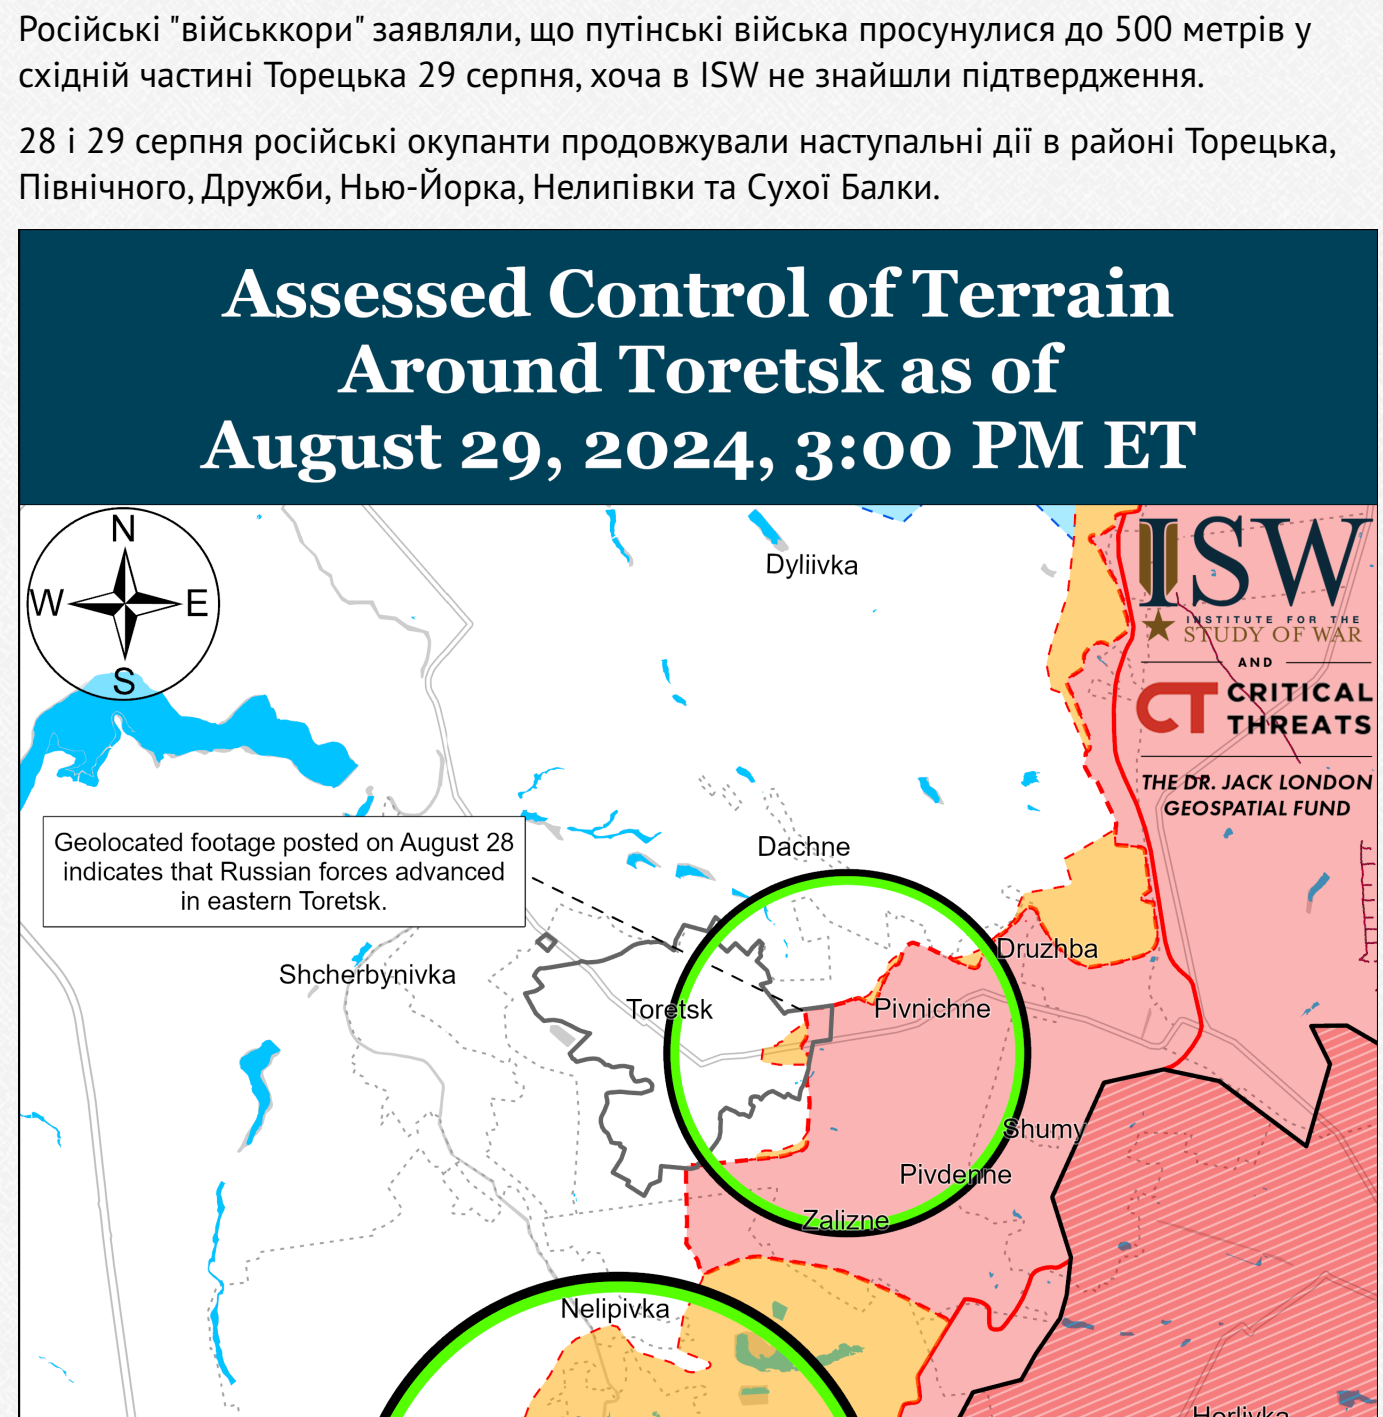 Російські "військкори" заявляли, що путінські війська просунулися до 500 метрів у
східній частині Торецька 29 серпня, хоча в ISW не знайшли підтвердження.
28 і 29 серпня російські окупанти продовжували наступальні дії в районі Торецька,
Північного, Дружби, Нью-Йорка, Нелипівки та Сухої Балки.
Assessed Control of Terrain
Around Toretsk as of
August 29, 2024, 3:00 PM ET
N
W
E
S
ISW
INSTITUTE FOR THE
STUDY OF WAR
AND
CT CRITICAL
THREATS
THE DR. JACK LONDON
GEOSPATIAL FUND
Dyliivka
Geolocated footage posted on August 28
indicates that Russian forces advanced
in eastern Toretsk.
Dachne
Druzhba
Shcherbynivka
Toretsk
Pivnichne
Shumy
Pivdenne
Zalizne
Nelipivka
Horlivka